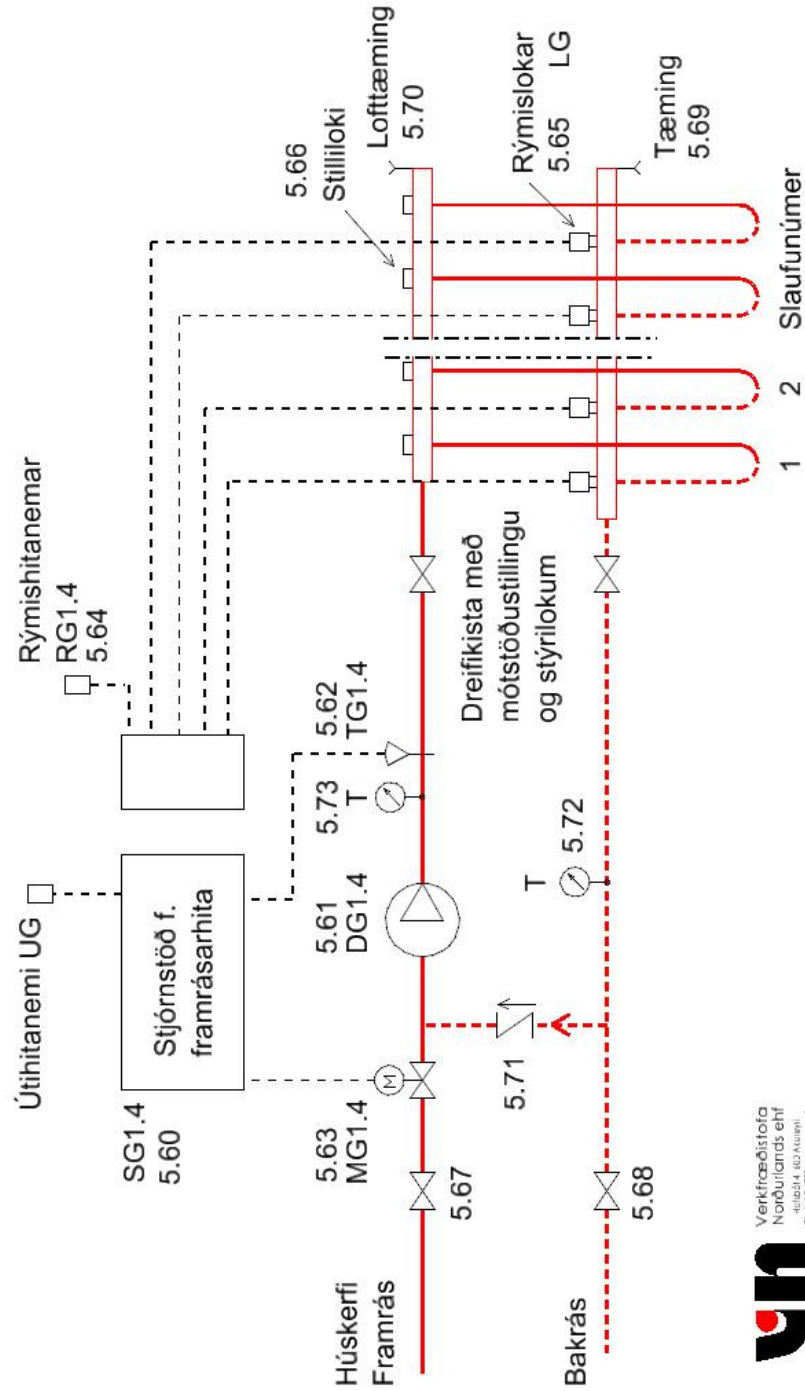 Útihitanemi UG
Rýmishitanemar
RG1.4
5.64
Stjórnstöð f.
framrásarhita
SG1.4
5.60
5.63
MG1.4
5.61
DG1.4
5.73
T
5.62
TG1.4
5.66
Stilliloki
Lofttæming
5.70
M
Húskerfi
Framrás
5.67
5.71
Dreifikista með
mótstöðustillingu
og stýrilokum
Rýmislokar
5.65 LG
T
5.72
Bakrás
5.68
Tæming
5.69
1 2 Slaufunúmer
Verkfræðistofa
Norðurlands ehf